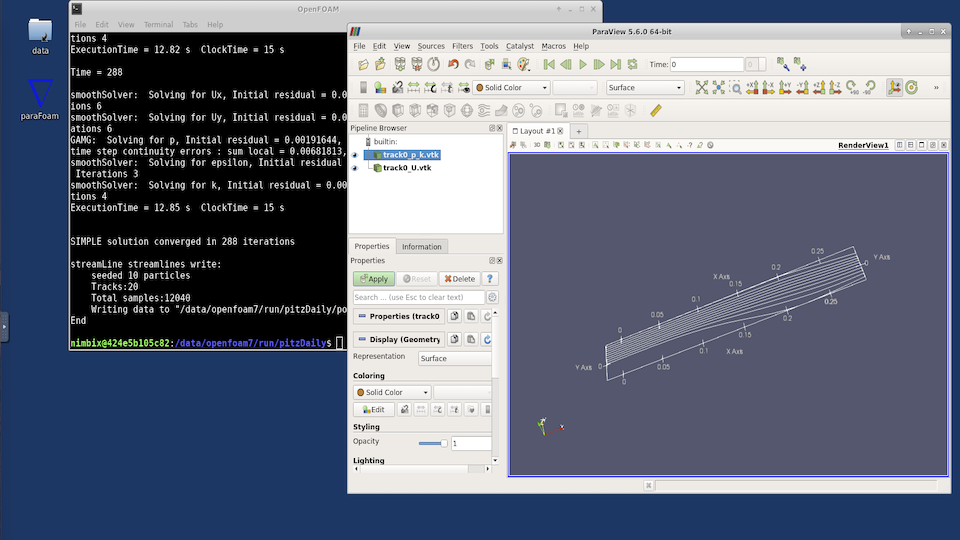 data
paraFoam
OpenFOAM
File Edit View Terminal Tabs Help
tions 4
ExecutionTime = 12.82 s ClockTime = 15 s
Time = 288
smoothSolver: Solving for Ux, Initial residual = 0.00
ions 6
smoothSolver: Solving for Uy, Initial residual = 0.00
ations 6
GAMG: Solving for p, Initial residual = 0.00191644,
time step continuity errors : sum local = 0.00681813,
smoothSolver: Solving for epsilon, Initial residual
Iterations 3
smoothSolver: Solving for k, Initial residual = 0.00
tions 4
ExecutionTime = 12.85 s ClockTime = 15 s
SIMPLE solution converged in 288 iterations
streamLine streamlines write:
seeded 10 particles
Tracks:20
Total samples:12040
Writing data to "/data/openfoam7/run/pitzDaily/po
End
nimbix@424e5b105c82:/data/openfoam7/run/pitzDaily$
ParaView 5.6.0 64-bit
File Edit View Sources Filters Tools Catalyst Macros Help
Time: 0 0
Solid Color Surface
+X -X +Y -Y +Z -Z +90 -90 »
Pipeline Browser
builtin:
track0_p_k.vtk
track0_U.vtk
Properties Information
Properties
Apply Reset Delete ?
Search ... (use Esc to clear text)
Properties (track0
Display (Geometry
Representation Surface
Coloring
Solid Color
Edit
Styling
Opacity 1
Lighting
Layout #1 +
3D RenderView1
0.25
Y Axis
0
0.2
X Axis
0.15
0.25
0.1
0.2
0.05
0.15
0
0.1
X Axis
Y Axis 0
0.05
0